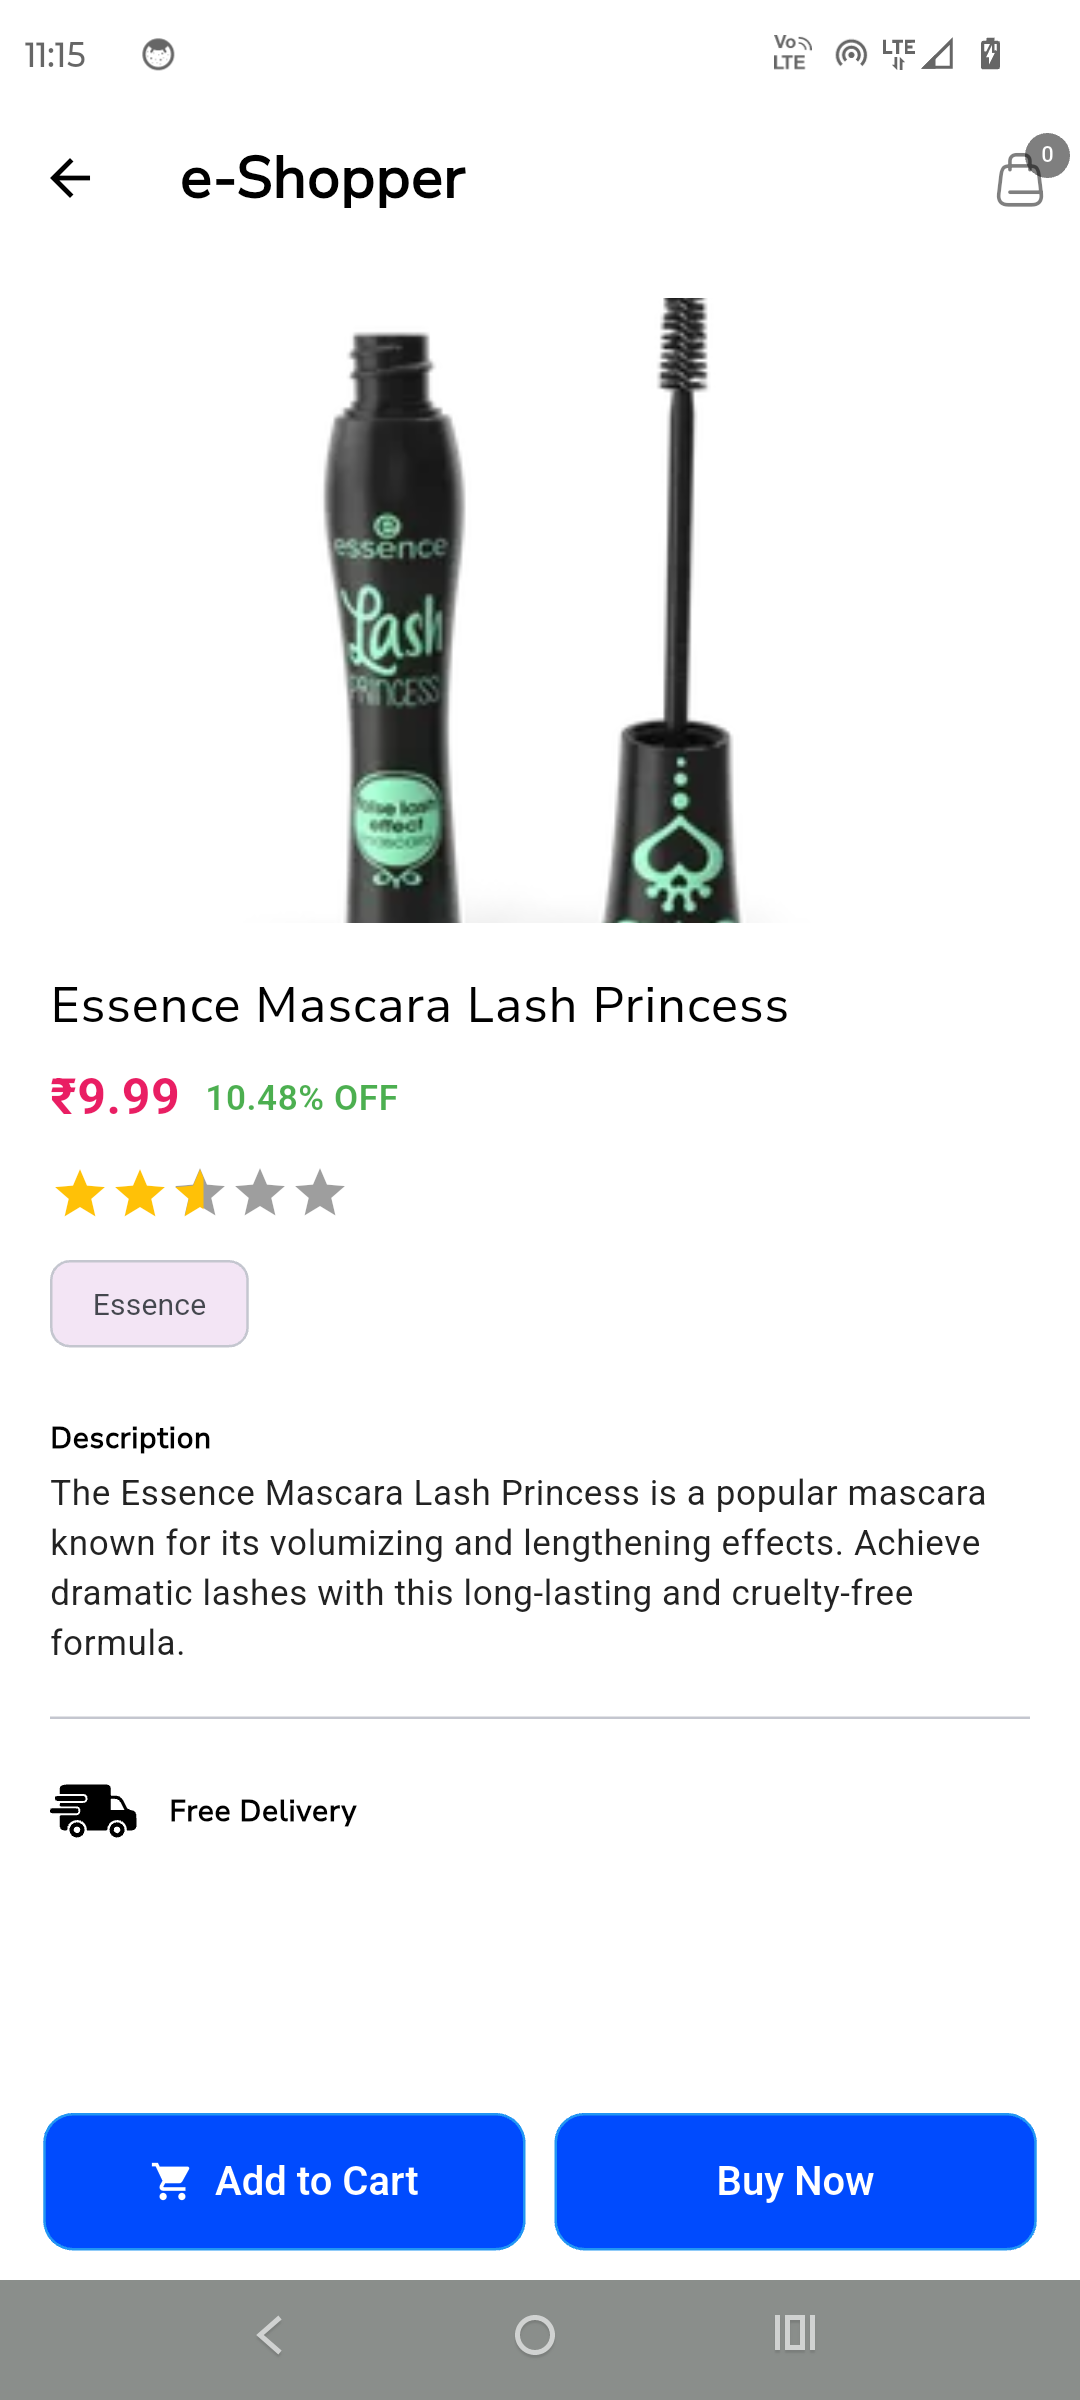 11:15
Vo LTE
LTE
e-Shopper
0
essence
Lash
PRINCESS
false lash
effect
mascara
Essence Mascara Lash Princess
₹9.99 10.48% OFF
Essence
Description
The Essence Mascara Lash Princess is a popular mascara
known for its volumizing and lengthening effects. Achieve
dramatic lashes with this long-lasting and cruelty-free
formula.
Free Delivery
Add to Cart
Buy Now